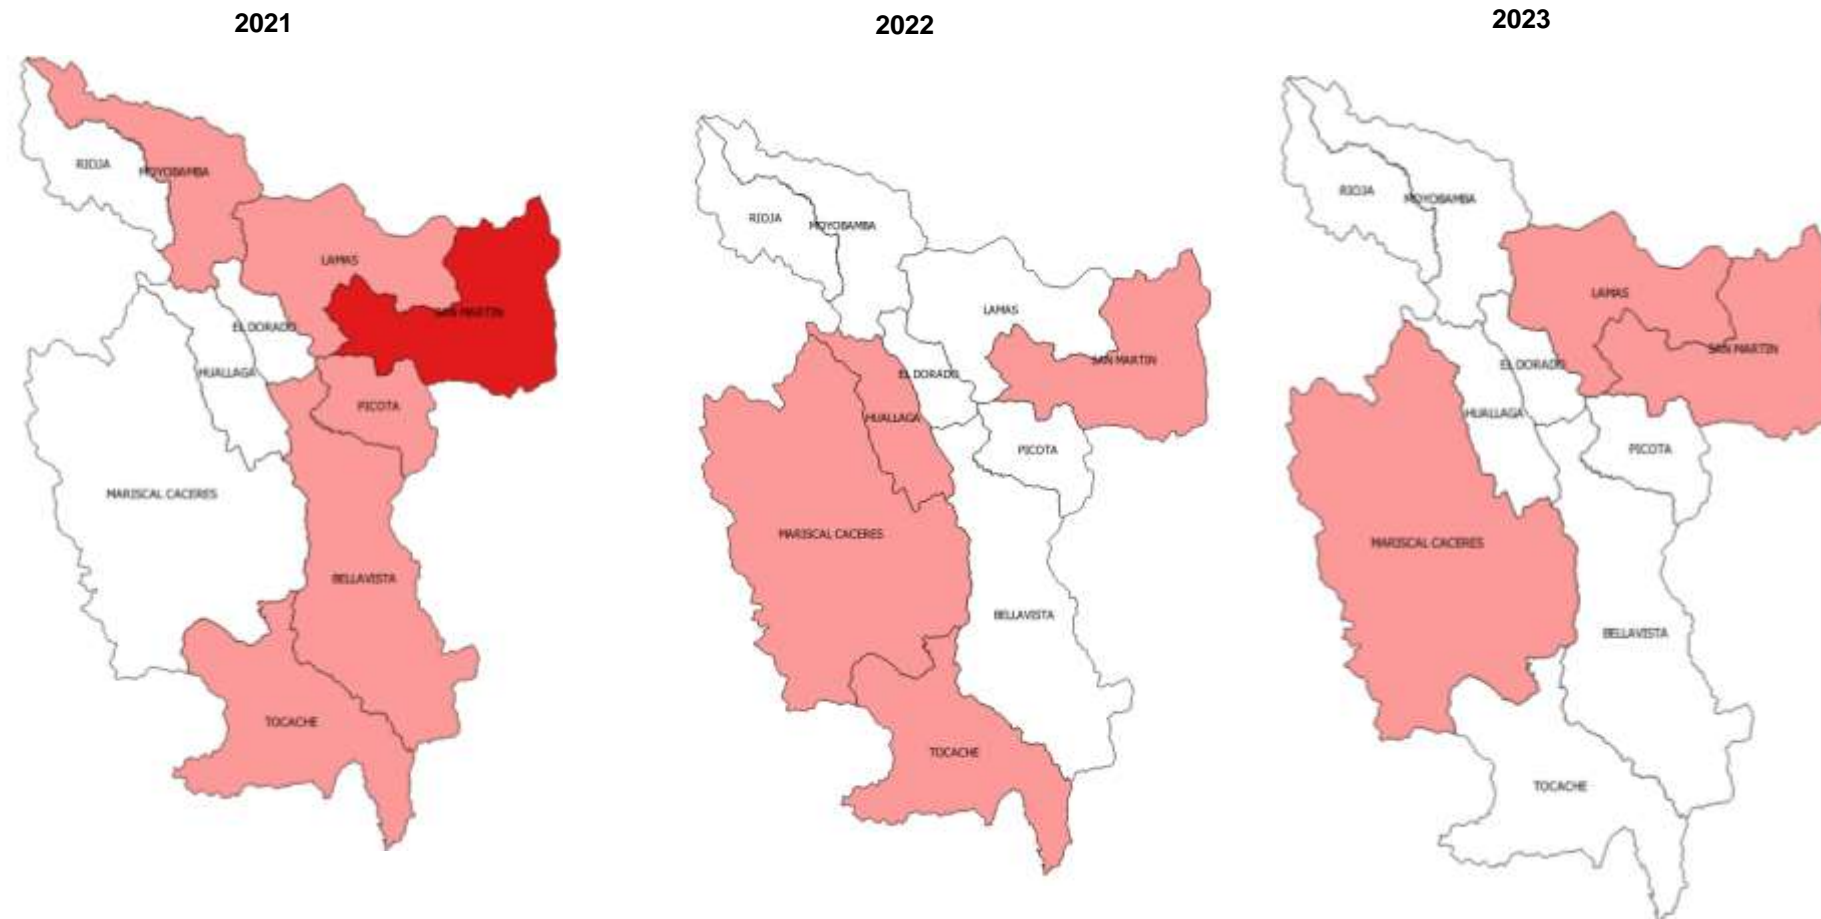 2021
RIOJA
MOYOBAMBA
LAMAS
SAN MARTIN
EL DORADO
HUALLAGA
PICOTA
MARISCAL CACERES
BELLAVISTA
TOCACHE
2022
RIOJA
MOYOBAMBA
LAMAS
SAN MARTIN
EL DORADO
HUALLAGA
PICOTA
MARISCAL CACERES
BELLAVISTA
TOCACHE
2023
RIOJA
MOYOBAMBA
LAMAS
SAN MARTIN
EL DORADO
HUALLAGA
PICOTA
MARISCAL CACERES
BELLAVISTA
TOCACHE